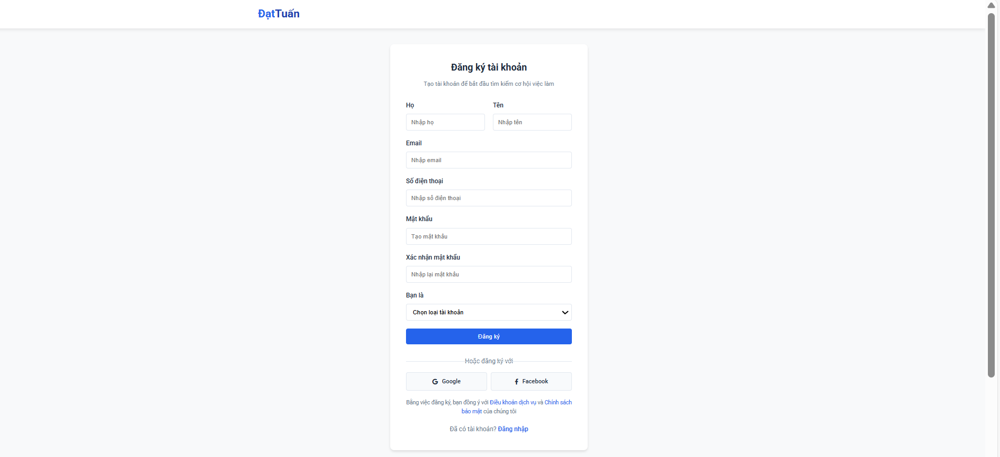 ĐạtTuấn
Đăng ký tài khoản
Tạo tài khoản để bắt đầu tìm kiếm cơ hội việc làm
Họ
Tên
Nhập họ
Nhập tên
Email
Nhập email
Số điện thoại
Nhập số điện thoại
Mật khẩu
Tạo mật khẩu
Xác nhận mật khẩu
Nhập lại mật khẩu
Bạn là
Chọn loại tài khoản
Đăng ký
Hoặc đăng ký với
Google
Facebook
Bằng việc đăng ký, bạn đồng ý với Điều khoản dịch vụ và Chính sách
bảo mật của chúng tôi
Đã có tài khoản? Đăng nhập